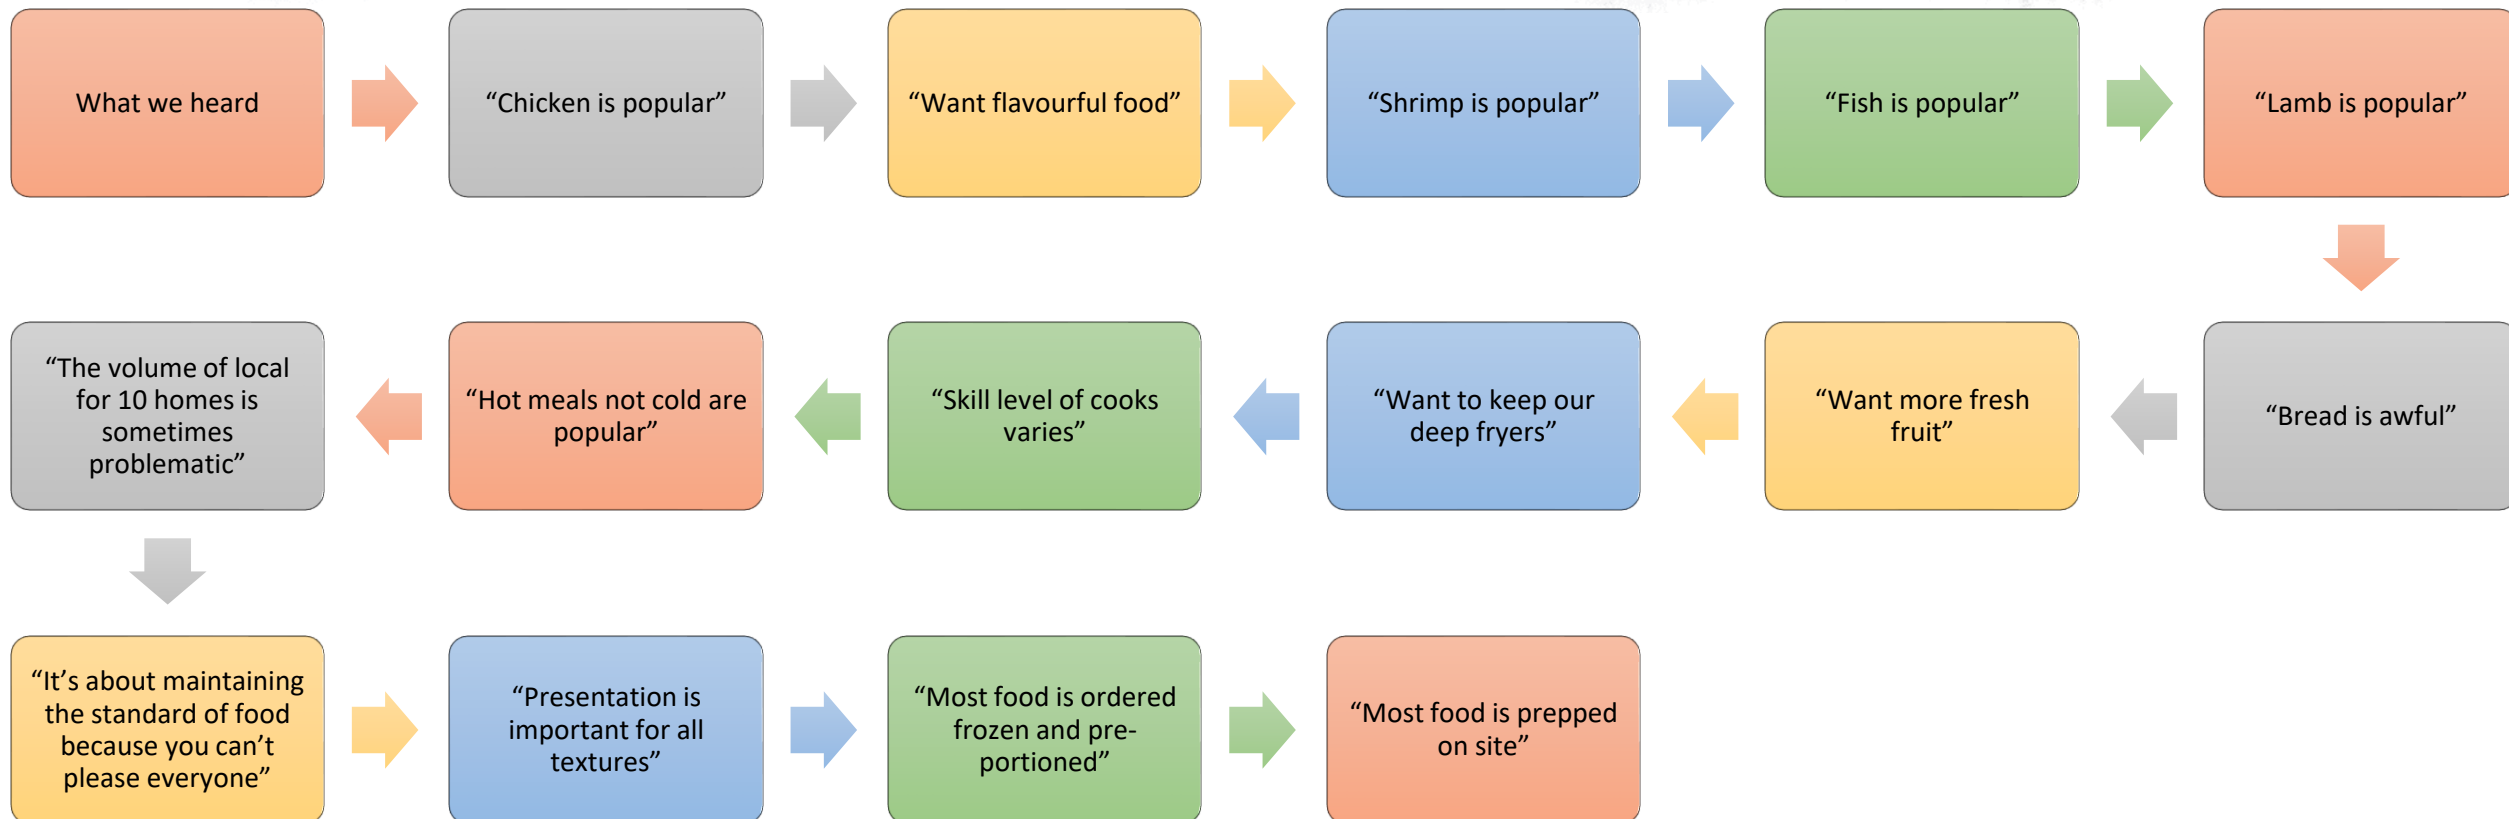 What we heard
“Chicken is popular”
“Want flavourful food”
“Shrimp is popular”
“Fish is popular”
“Lamb is popular”
“Bread is awful”
“Want more fresh
fruit”
“Want to keep our
deep fryers”
“Skill level of cooks
varies”
“Hot meals not cold are
popular”
“The volume of local
for 10 homes is
sometimes
problematic”
“It’s about maintaining
the standard of food
because you can’t
please everyone”
“Presentation is
important for all
textures”
“Most food is ordered
frozen and pre-
portioned”
“Most food is prepped
on site”